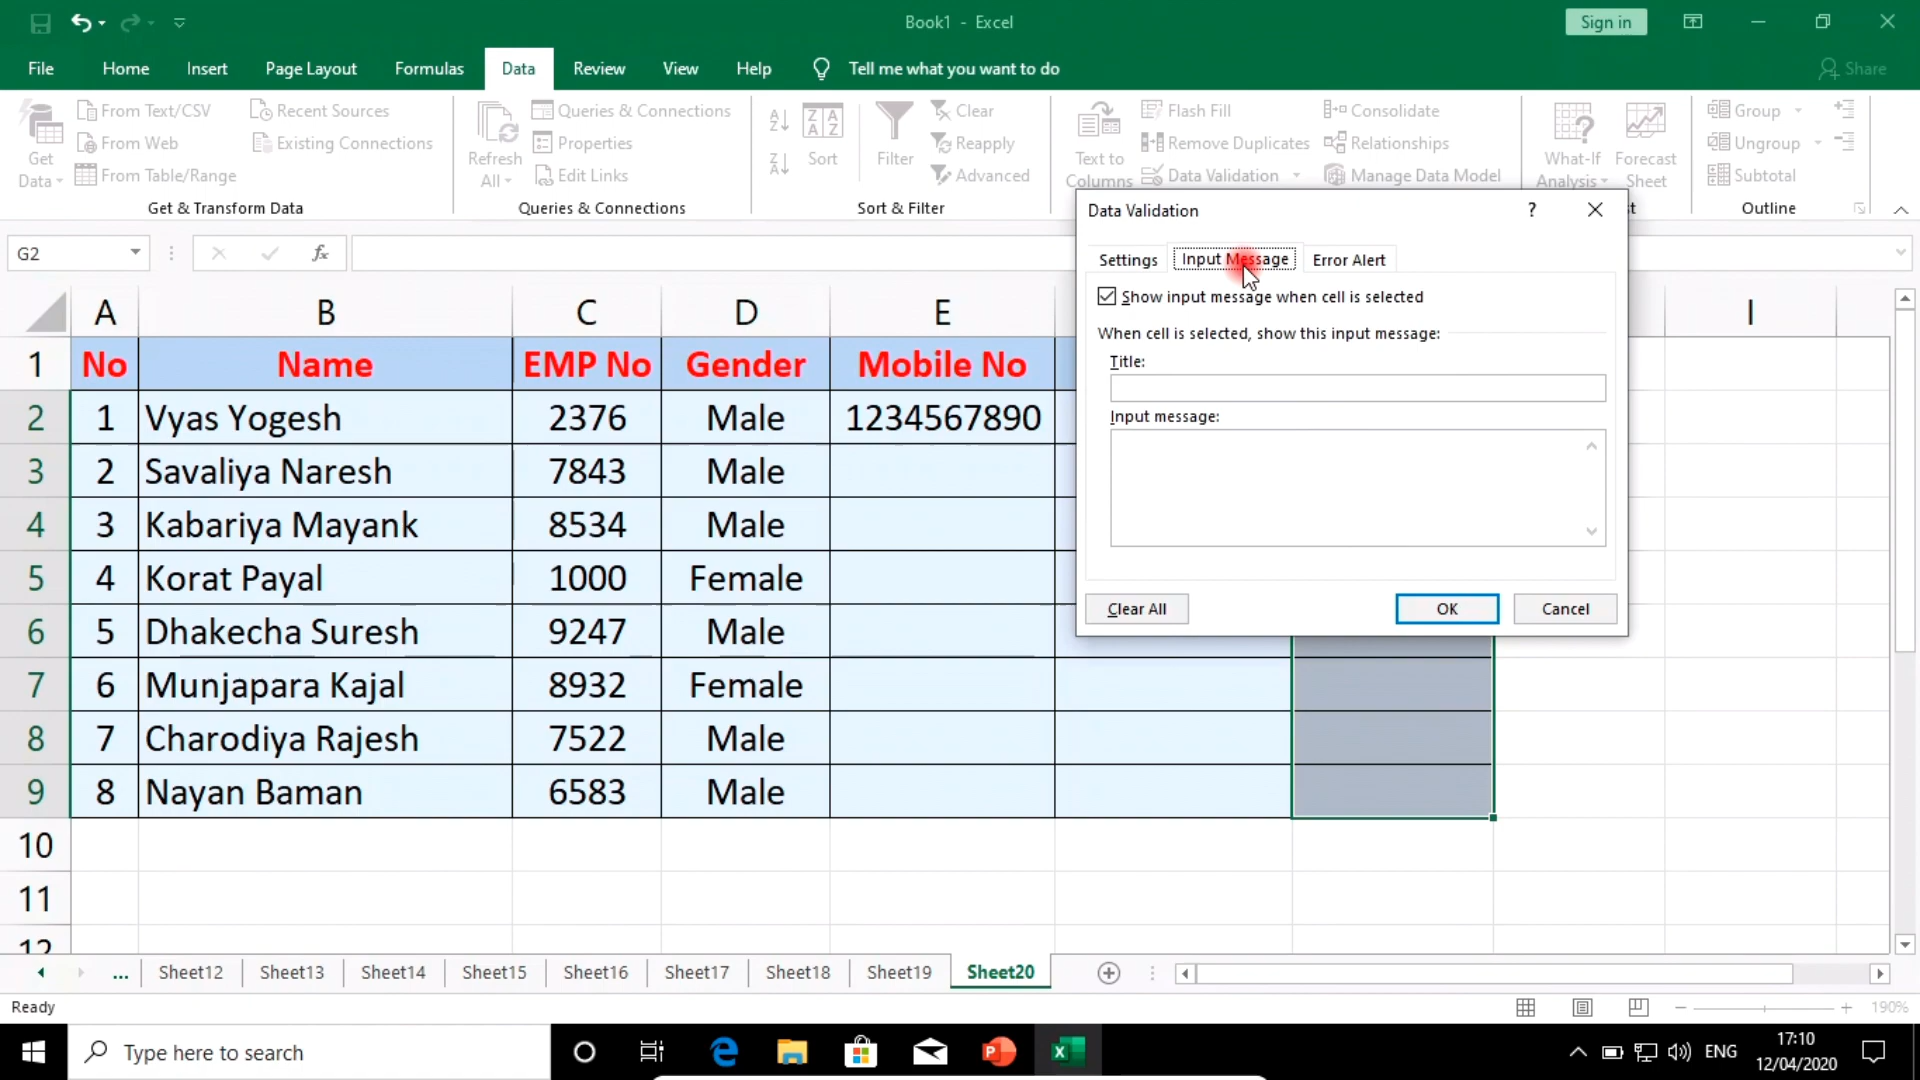 Book1 - Excel
Sign in
File Home Insert Page Layout Formulas Data Review View Help Tell me what you want to do Share
Get Data
From Text/CSV
From Web
From Table/Range
Recent Sources
Existing Connections
Get & Transform Data
Refresh All
Queries & Connections
Properties
Edit Links
Queries & Connections
Sort
Filter
Clear
Reapply
Advanced
Sort & Filter
Text to Columns
Flash Fill
Remove Duplicates
Data Validation
Consolidate
Relationships
Manage Data Model
What-If Analysis
Forecast Sheet
Group
Ungroup
Subtotal
Outline
G2
fx
Data Validation
Settings Input Message Error Alert
Show input message when cell is selected
When cell is selected, show this input message:
Title:
Input message:
Clear All OK Cancel
A B C D E I
1 No Name EMP No Gender Mobile No
2 1 Vyas Yogesh 2376 Male 1234567890
3 2 Savaliya Naresh 7843 Male
4 3 Kabariya Mayank 8534 Male
5 4 Korat Payal 1000 Female
6 5 Dhakecha Suresh 9247 Male
7 6 Munjapara Kajal 8932 Female
8 7 Charodiya Rajesh 7522 Male
9 8 Nayan Baman 6583 Male
10
11
12
... Sheet12 Sheet13 Sheet14 Sheet15 Sheet16 Sheet17 Sheet18 Sheet19 Sheet20
Ready
190%
Type here to search
ENG
17:10
12/04/2020